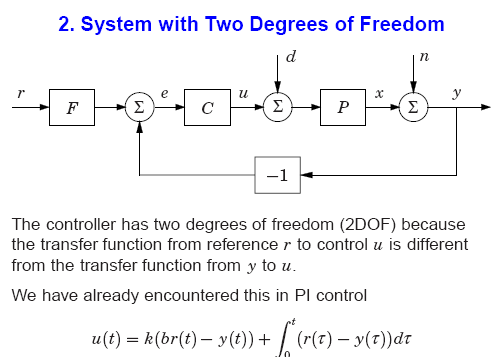 2. System with Two Degrees of Freedom
d n
r F Σ e C u Σ P x Σ y
−1
The controller has two degrees of freedom (2DOF) because
the transfer function from reference r to control u is different
from the transfer function from y to u.
We have already encountered this in PI control
u(t) = k(br(t) − y(t)) + ∫₀ᵗ (r(τ) − y(τ))dτ